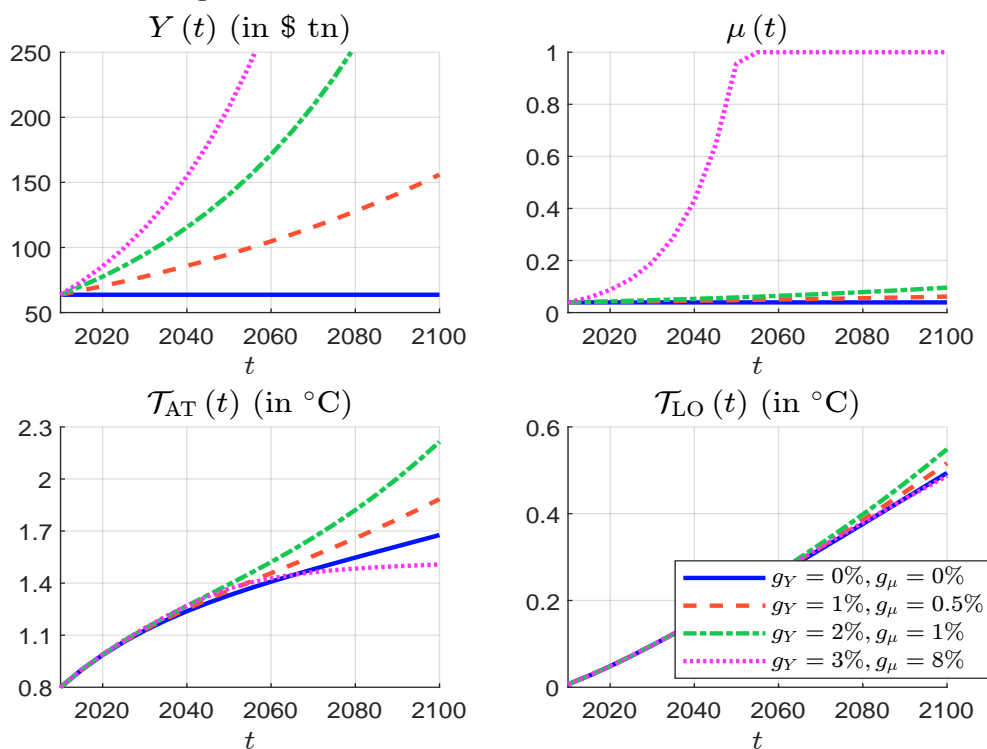 Y (t) (in $ tn)
250
200
150
100
50
2020 2040 2060 2080 2100
t
μ (t)
1
0.8
0.6
0.4
0.2
0
2020 2040 2060 2080 2100
t
𝒯AT (t) (in °C)
2.3
2
1.7
1.4
1.1
0.8
2020 2040 2060 2080 2100
t
𝒯LO (t) (in °C)
0.6
0.4
0.2
0
2020 2040 2060 2080 2100
t
gY = 0%, gμ = 0%
gY = 1%, gμ = 0.5%
gY = 2%, gμ = 1%
gY = 3%, gμ = 8%